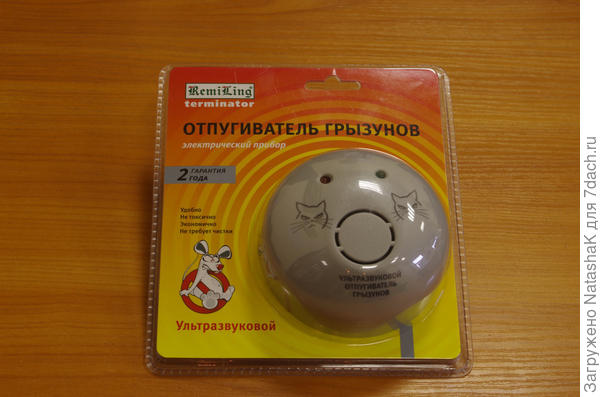 RemiLing
terminator
ОТПУГИВАТЕЛЬ ГРЫЗУНОВ
электрический прибор
2 ГАРАНТИЯ
ГОДА
Удобно
Не токсично
Экономично
Не требует чистки
Ультразвуковой
УЛЬТРАЗВУКОВОЙ
ОТПУГИВАТЕЛЬ
ГРЫЗУНОВ
Загружено NatashaK для 7dach.ru